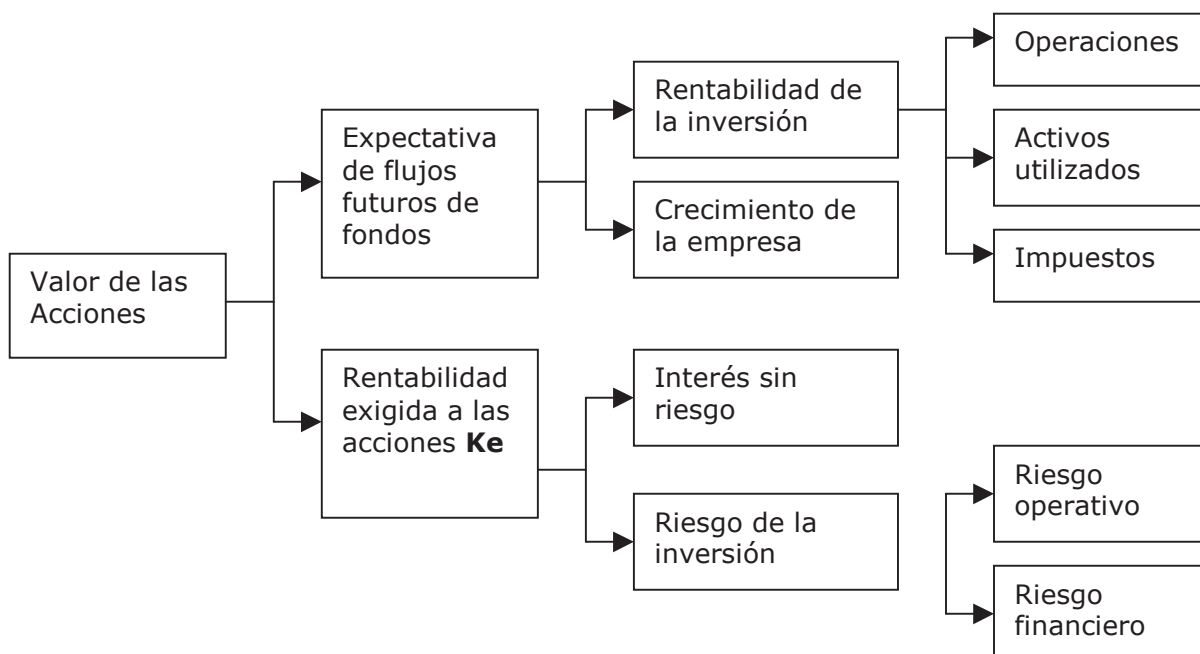 Valor de las
Acciones
Expectativa
de flujos
futuros de
fondos
Rentabilidad
exigida a las
acciones Ke
Rentabilidad de
la inversión
Crecimiento de
la empresa
Interés sin
riesgo
Riesgo de la
inversión
Operaciones
Activos
utilizados
Impuestos
Riesgo
operativo
Riesgo
financiero